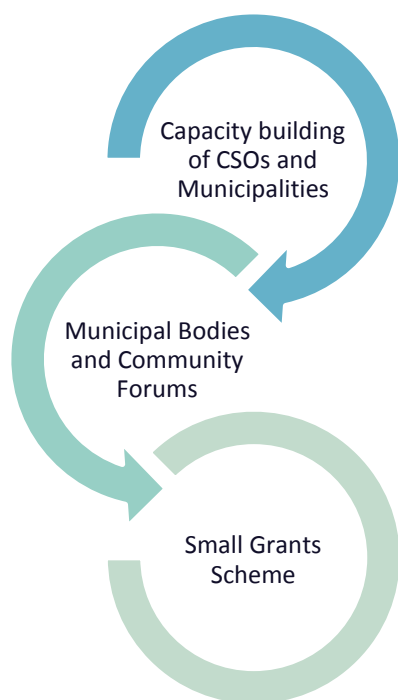 Capacity building
of CSOs and
Municipalities
Municipal Bodies
and Community
Forums
Small Grants
Scheme